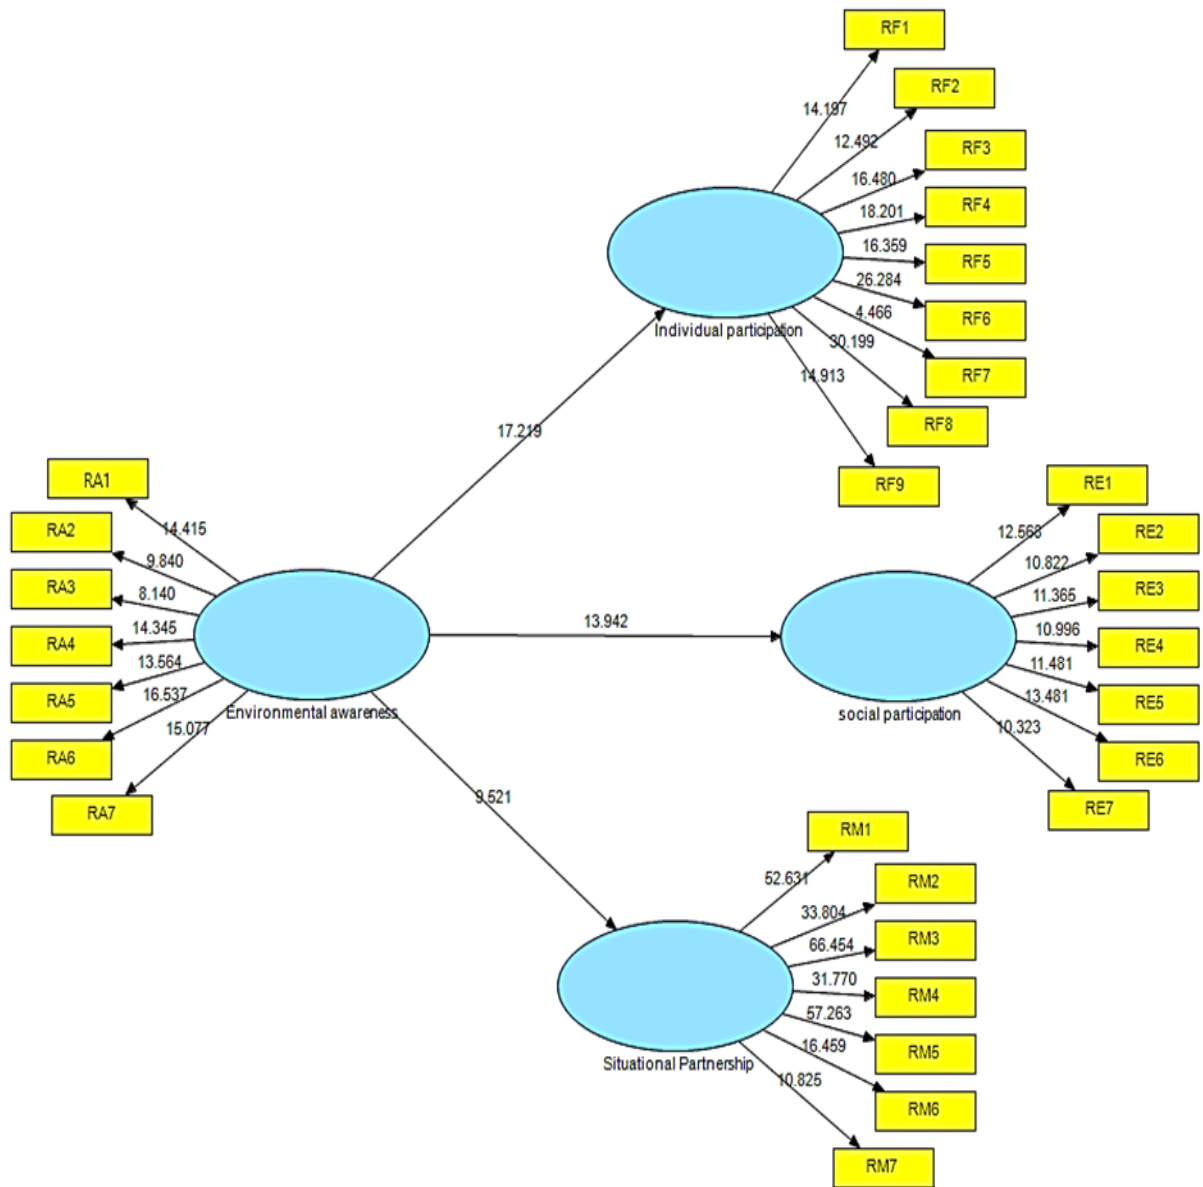 RF1
14.197
RF2
12.492
RF3
16.480
RF4
18.201
RF5
16.359
RF6
26.284
RF7
4.466
RF8
30.199
RF9
14.913
Individual participation
17.219
RA1
14.415
RA2
9.840
RA3
8.140
RA4
14.345
RA5
13.564
RA6
16.537
RA7
15.077
Environmental awareness
13.942
RE1
12.568
RE2
10.822
RE3
11.365
RE4
10.996
RE5
11.481
RE6
13.481
RE7
10.323
social participation
9.521
RM1
52.631
RM2
33.804
RM3
66.454
RM4
31.770
RM5
57.263
RM6
16.459
RM7
10.825
Situational Partnership